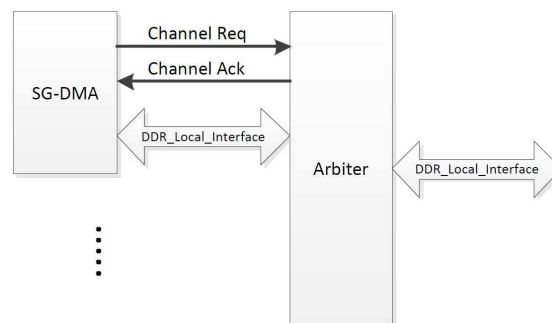 Channel Req
Channel Ack
SG-DMA
DDR_Local_Interface
Arbiter
DDR_Local_Interface